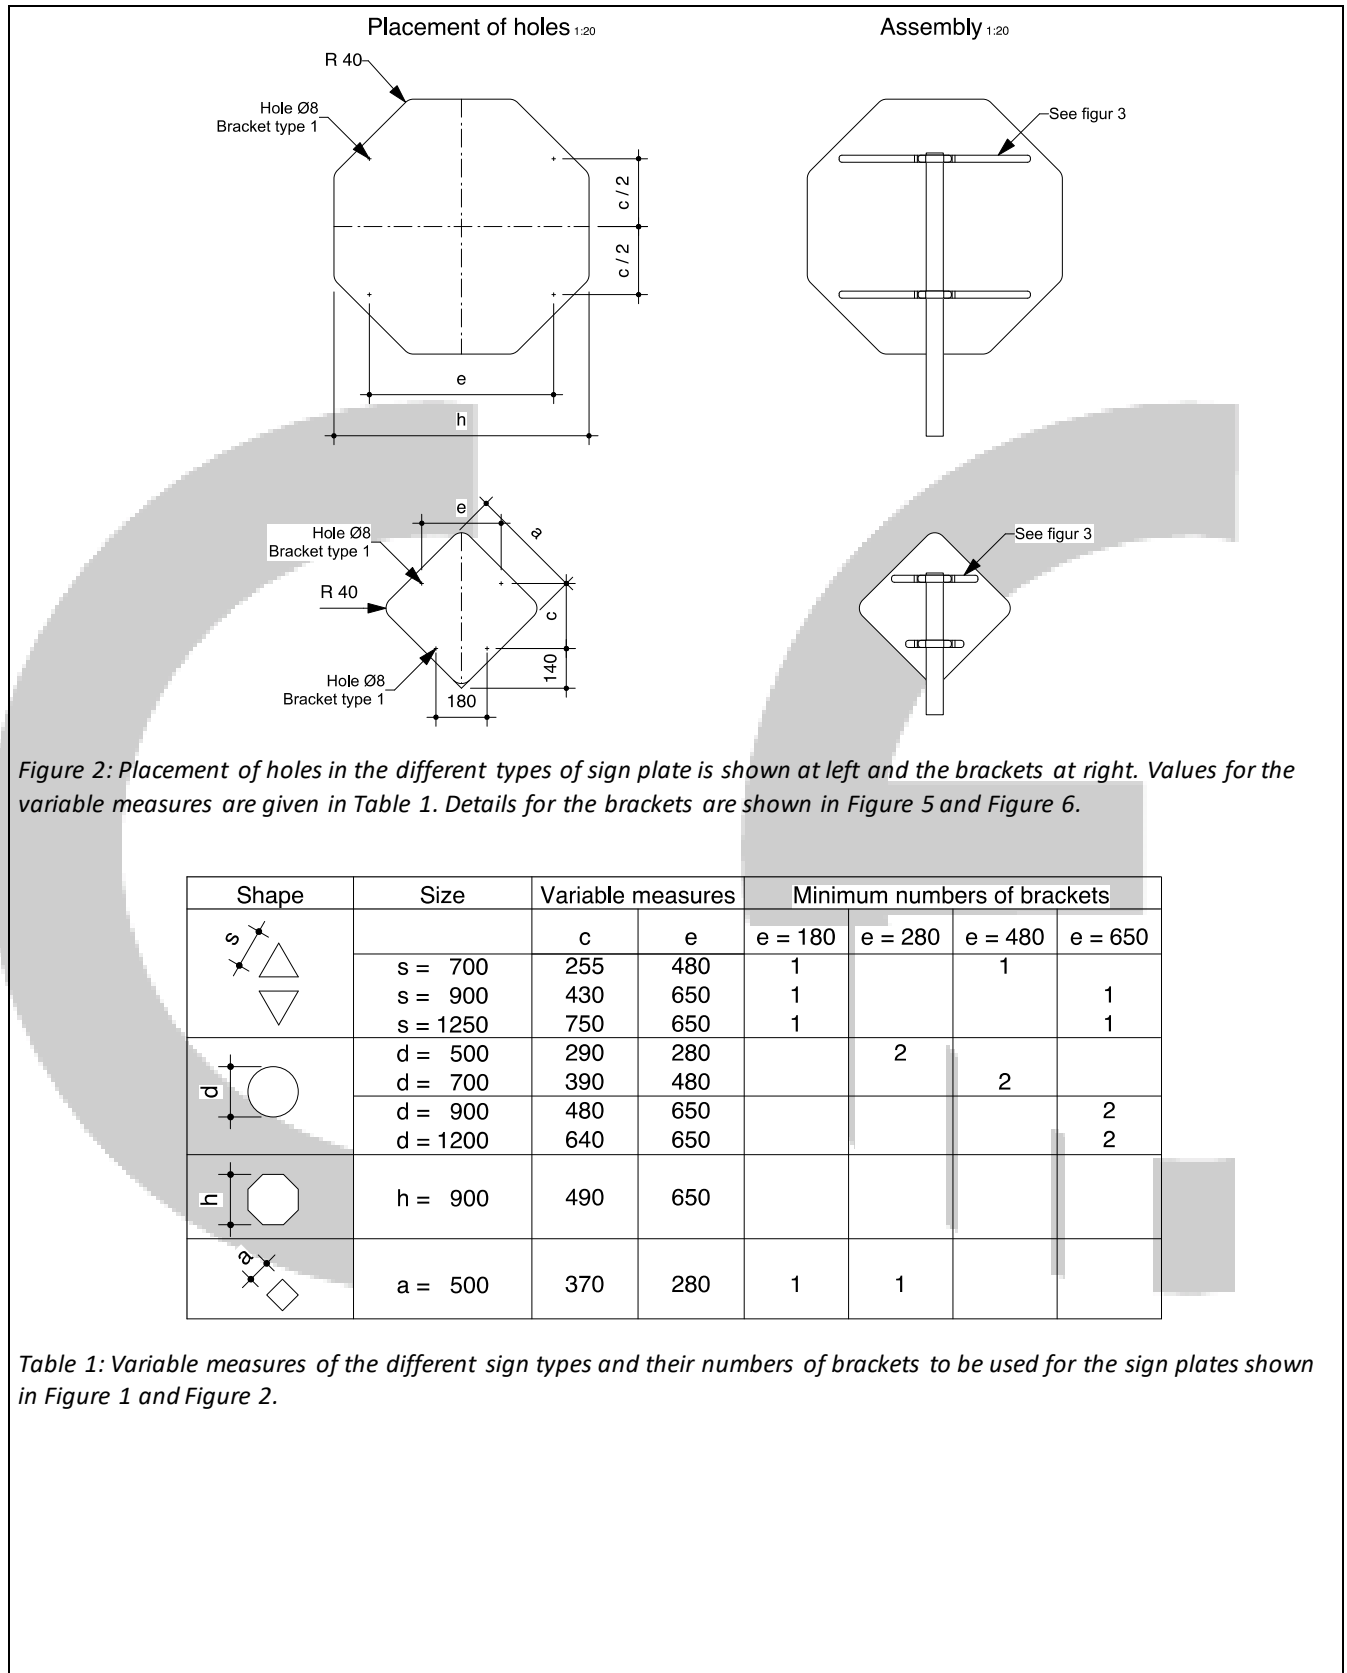 Placement of holes 1:20
Assembly 1:20
R 40
Hole Ø8
Bracket type 1
See figur 3
c / 2
c / 2
e
h
e
a
Hole Ø8
Bracket type 1
See figur 3
R 40
c
140
Hole Ø8
Bracket type 1
180
Figure 2: Placement of holes in the different types of sign plate is shown at left and the brackets at right. Values for the
variable measures are given in Table 1. Details for the brackets are shown in Figure 5 and Figure 6.
Shape Size Variable measures Minimum numbers of brackets
c e e = 180 e = 280 e = 480 e = 650
s
s = 700 255 480 1 1
s = 900 430 650 1 1
s = 1250 750 650 1 1
d
d = 500 290 280 2
d = 700 390 480 2
d = 900 480 650 2
d = 1200 640 650 2
h
h = 900 490 650
a
a = 500 370 280 1 1
Table 1: Variable measures of the different sign types and their numbers of brackets to be used for the sign plates shown
in Figure 1 and Figure 2.